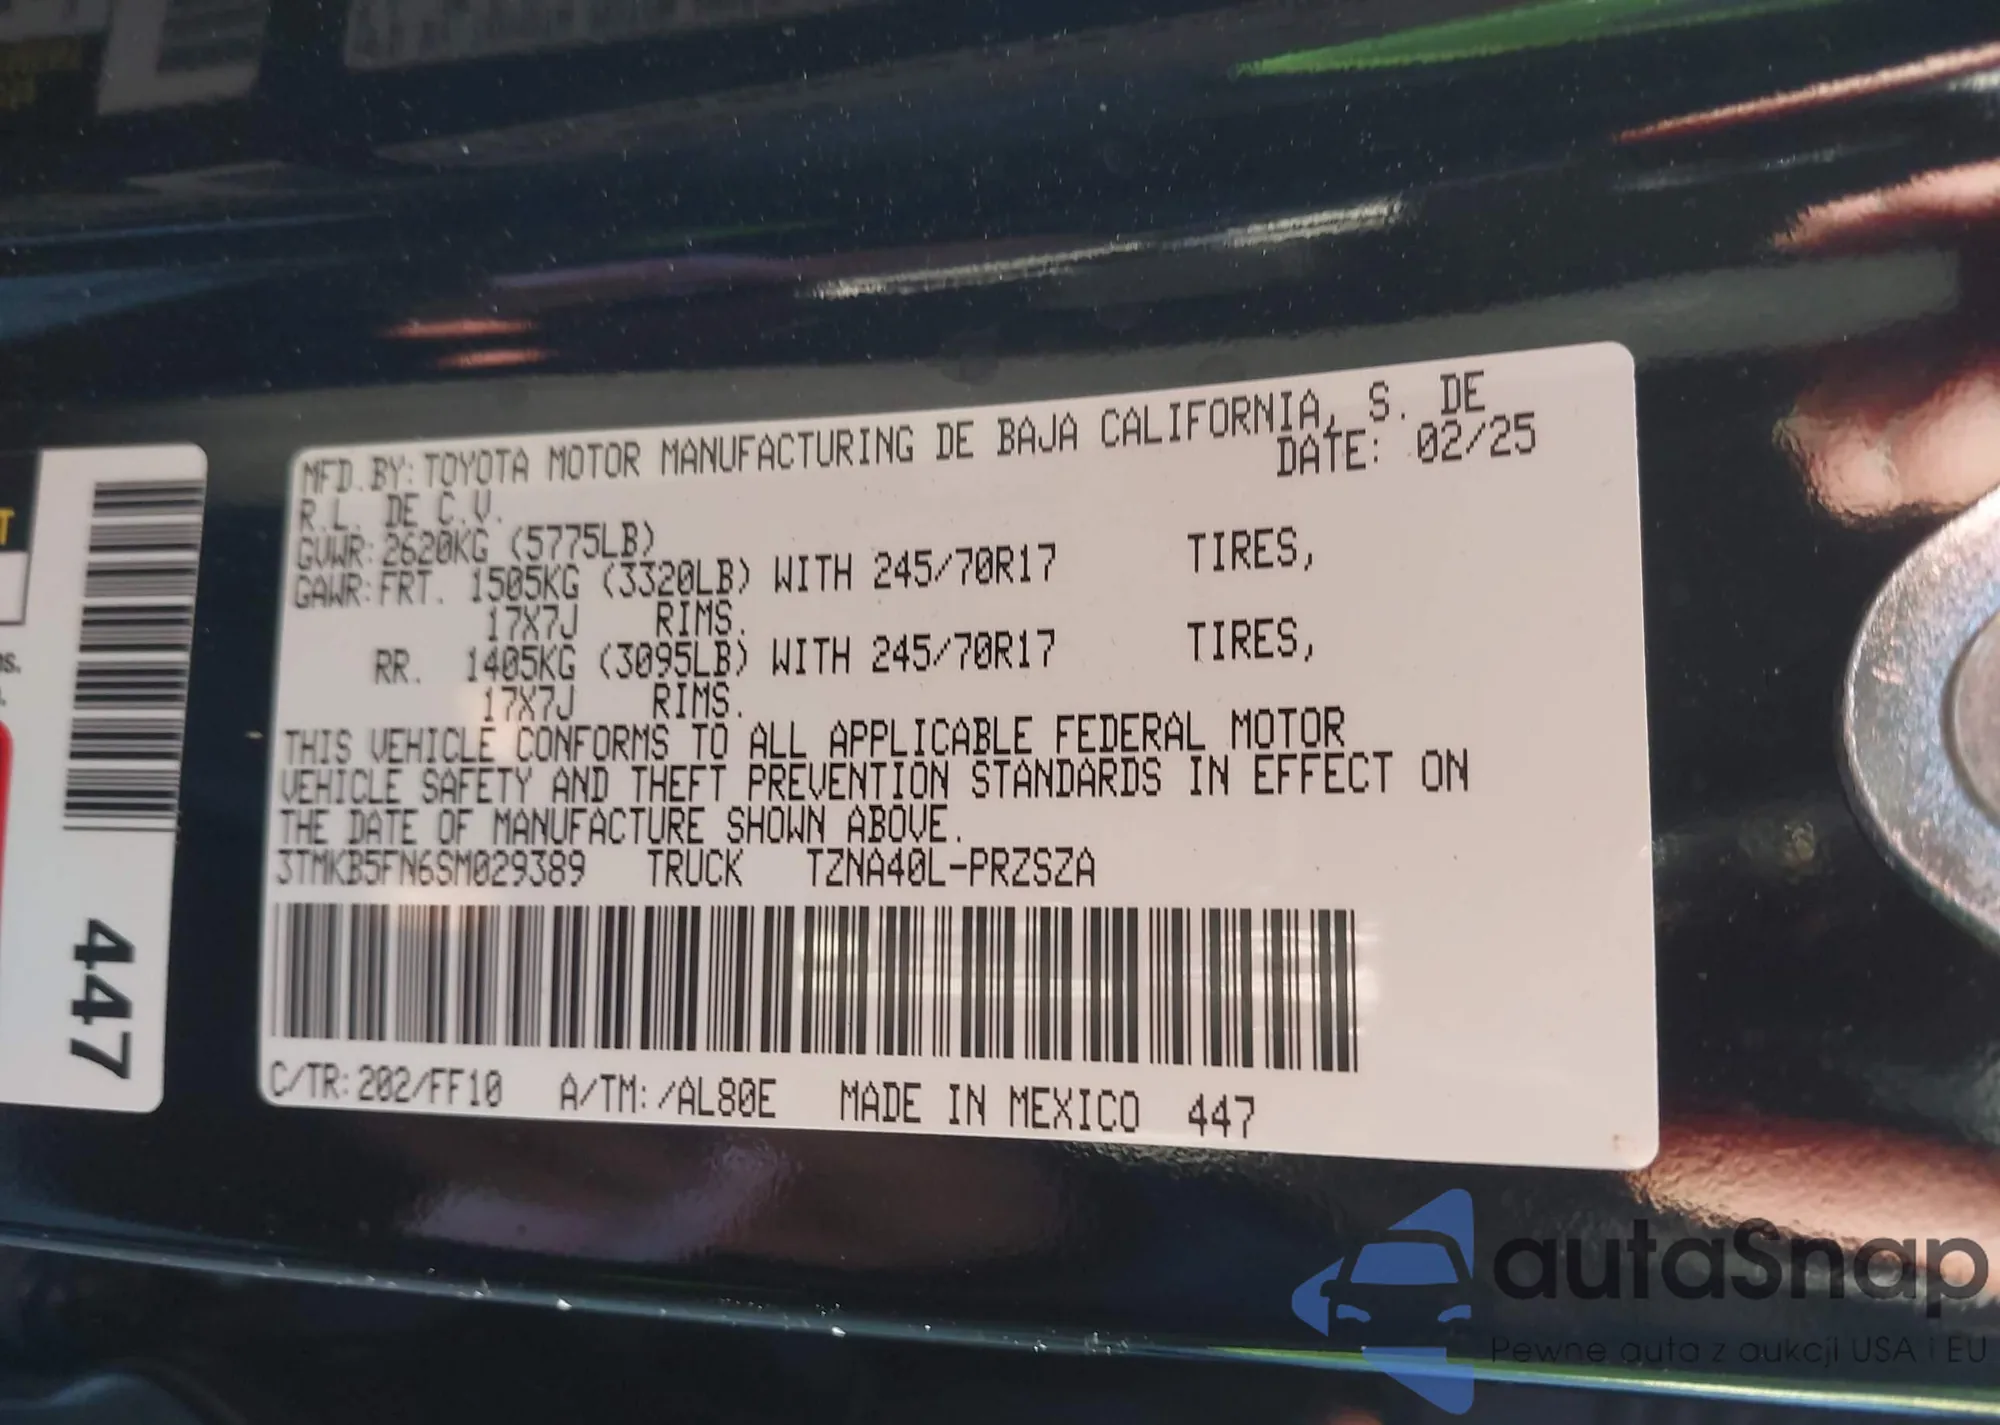 MFD.BY: TOYOTA MOTOR MANUFACTURING DE BAJA CALIFORNIA, S. DE
R.L. DE C.V. DATE: 02/25
GVWR: 2620KG (5775LB)
GAWR: FRT. 1505KG (3320LB) WITH 245/70R17 TIRES,
17X7J RIMS.
RR. 1405KG (3095LB) WITH 245/70R17 TIRES,
17X7J RIMS.
THIS VEHICLE CONFORMS TO ALL APPLICABLE FEDERAL MOTOR
VEHICLE SAFETY AND THEFT PREVENTION STANDARDS IN EFFECT ON
THE DATE OF MANUFACTURE SHOWN ABOVE.
3TMKB5FN6SM029389 TRUCK TZNA40L-PRZSZA
C/TR: 202/FF10 A/TM: /AL80E MADE IN MEXICO 447
447
autaSnap
Pewne auta z aukcji USA i EU